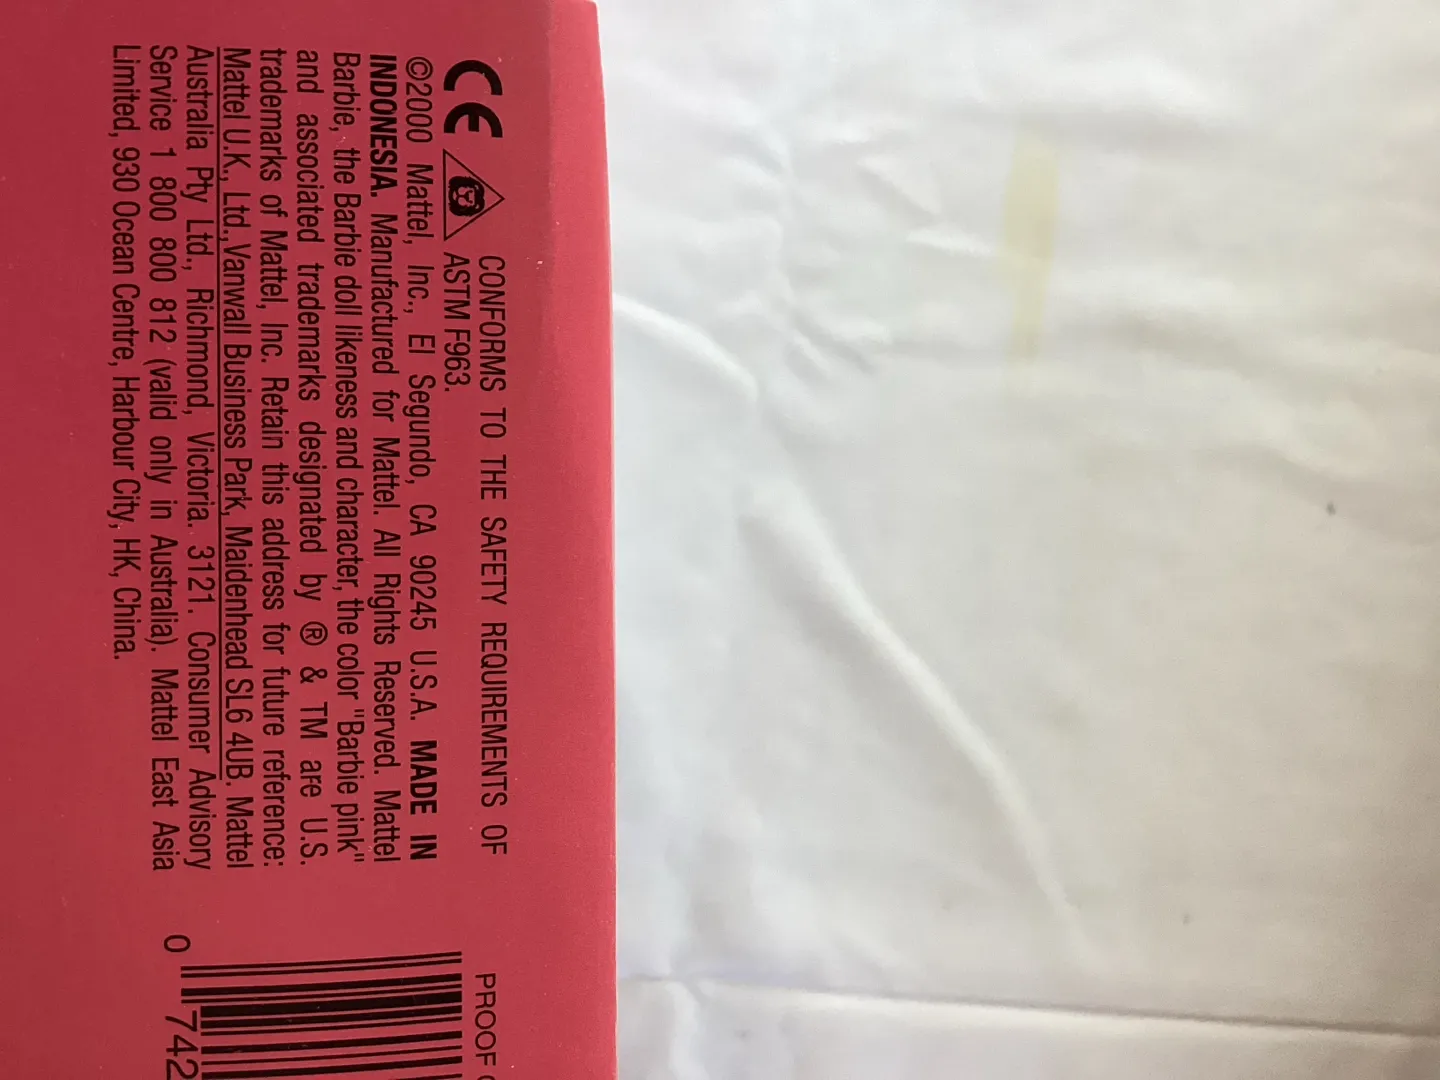 CE CONFORMS TO THE SAFETY REQUIREMENTS OF
ASTM F963.
©2000 Mattel, Inc., El Segundo, CA 90245 U.S.A. MADE IN
INDONESIA. Manufactured for Mattel. All Rights Reserved. Mattel
Barbie, the Barbie doll likeness and character, the color "Barbie pink"
and associated trademarks designated by ® & TM are U.S.
trademarks of Mattel, Inc. Retain this address for future reference:
Mattel U.K., Ltd., Vanwall Business Park, Maidenhead SL6 4UB. Mattel
Australia Pty Ltd., Richmond, Victoria. 3121. Consumer Advisory
Service 1 800 800 812 (valid only in Australia). Mattel East Asia
Limited, 930 Ocean Centre, Harbour City, HK, China.
PROOF
0 742